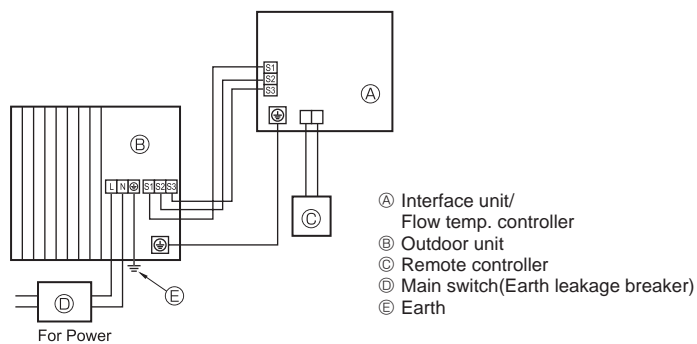 S1
S2
S3
Ⓐ
Ⓑ
L N S1 S2 S3
Ⓒ
Ⓓ
Ⓔ
For Power
Ⓐ Interface unit/
Flow temp. controller
Ⓑ Outdoor unit
Ⓒ Remote controller
Ⓓ Main switch(Earth leakage breaker)
Ⓔ Earth